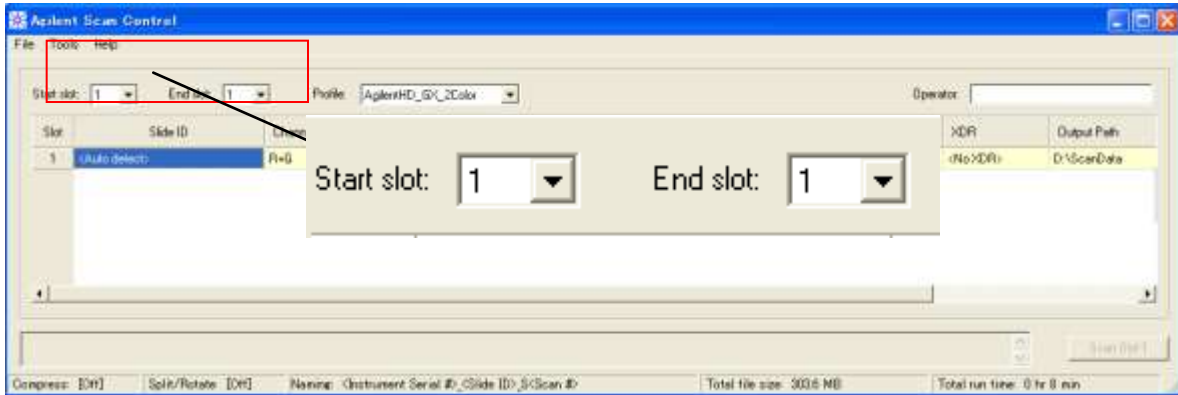 Agilent Scan Control
File Tools Help
Start slot: 1 End slot: 1 Profile: AgilentHD_GX_2Color Operator:
Slot Slide ID XDR Output Path
1 <Auto detect> R+G <No XDR> D:\ScanData
Start slot: 1 End slot: 1
Scan Slot 1
Compress: [Off] Split/Rotate: [Off] Naming: <Instrument Serial #>_<Slide ID>_S<Scan #> Total file size: 303.6 MB Total run time: 0 hr 8 min